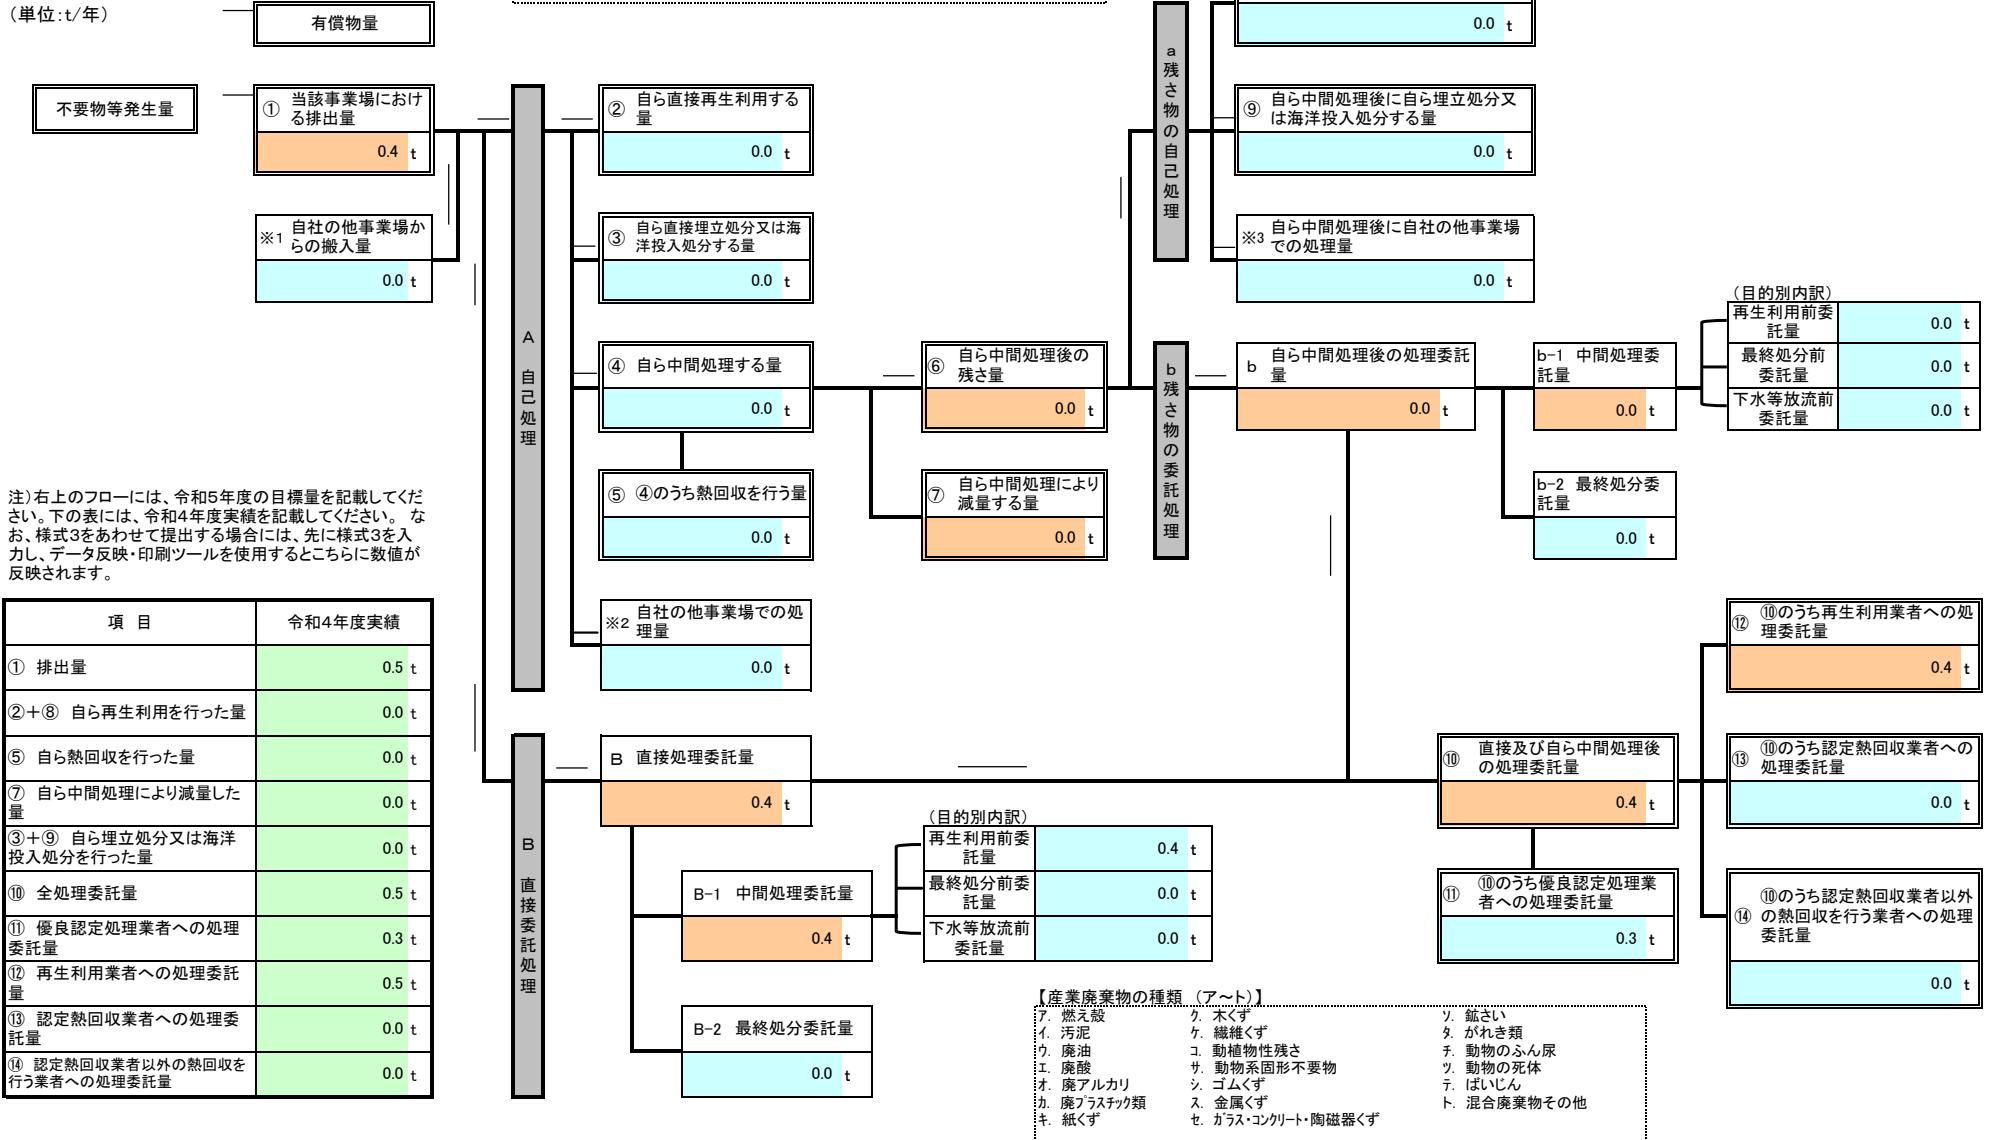 (単位:t/年)
有償物量
不要物等発生量
① 当該事業場におけ
る排出量
0.4 t
※1 自社の他事業場か
らの搬入量
0.0 t
A 自己処理
② 自ら直接再生利用する
量
0.0 t
③ 自ら直接埋立処分又は海
洋投入処分する量
0.0 t
④ 自ら中間処理する量
0.0 t
⑤ ④のうち熱回収を行う量
0.0 t
※2 自社の他事業場での処
理量
0.0 t
⑥ 自ら中間処理後の
残さ量
0.0 t
⑦ 自ら中間処理により
減量する量
0.0 t
a 残さ物の自己処理
0.0 t
⑨ 自ら中間処理後に自ら埋立処分又
は海洋投入処分する量
0.0 t
※3 自ら中間処理後に自社の他事業場
での処理量
0.0 t
b 残さ物の委託処理
b 自ら中間処理後の処理委託
量
0.0 t
b-1 中間処理委
託量
0.0 t
(目的別内訳)
再生利用前委
託量
0.0 t
最終処分前
委託量
0.0 t
下水等放流前
委託量
0.0 t
b-2 最終処分委
託量
0.0 t
注)右上のフローには、令和5年度の目標量を記載してくだ
さい。下の表には、令和4年度実績を記載してください。 な
お、様式3をあわせて提出する場合には、先に様式3を入
力し、データ反映・印刷ツールを使用するとこちらに数値が
反映されます。
項 目 令和4年度実績
① 排出量 0.5 t
②+⑧ 自ら再生利用を行った量 0.0 t
⑤ 自ら熱回収を行った量 0.0 t
⑦ 自ら中間処理により減量した
量 0.0 t
③+⑨ 自ら埋立処分又は海洋
投入処分を行った量 0.0 t
⑩ 全処理委託量 0.5 t
⑪ 優良認定処理業者への処理
委託量 0.3 t
⑫ 再生利用業者への処理委託
量 0.5 t
⑬ 認定熱回収業者への処理委
託量 0.0 t
⑭ 認定熱回収業者以外の熱回収を
行う業者への処理委託量 0.0 t
B 直接委託処理
B 直接処理委託量
0.4 t
B-1 中間処理委託量
0.4 t
(目的別内訳)
再生利用前委
託量
0.4 t
最終処分前委
託量
0.0 t
下水等放流前
委託量
0.0 t
B-2 最終処分委託量
0.0 t
⑩ 直接及び自ら中間処理後
の処理委託量
0.4 t
⑪ ⑩のうち優良認定処理業
者への処理委託量
0.3 t
⑫ ⑩のうち再生利用業者への処
理委託量
0.4 t
⑬ ⑩のうち認定熱回収業者への
処理委託量
0.0 t
⑭ ⑩のうち認定熱回収業者以外
の熱回収を行う業者への処理
委託量
0.0 t
【産業廃棄物の種類 (ア～ト)】
ア. 燃え殻 ク. 木くず ソ. 鉱さい
イ. 汚泥 ケ. 繊維くず タ. がれき類
ウ. 廃油 コ. 動植物性残さ チ. 動物のふん尿
エ. 廃酸 サ. 動物系固形不要物 ツ. 動物の死体
オ. 廃アルカリ シ. ゴムくず テ. ばいじん
カ. 廃プラスチック類 ス. 金属くず ト. 混合廃棄物その他
キ. 紙くず セ. ガラス・コンクリート・陶磁器くず